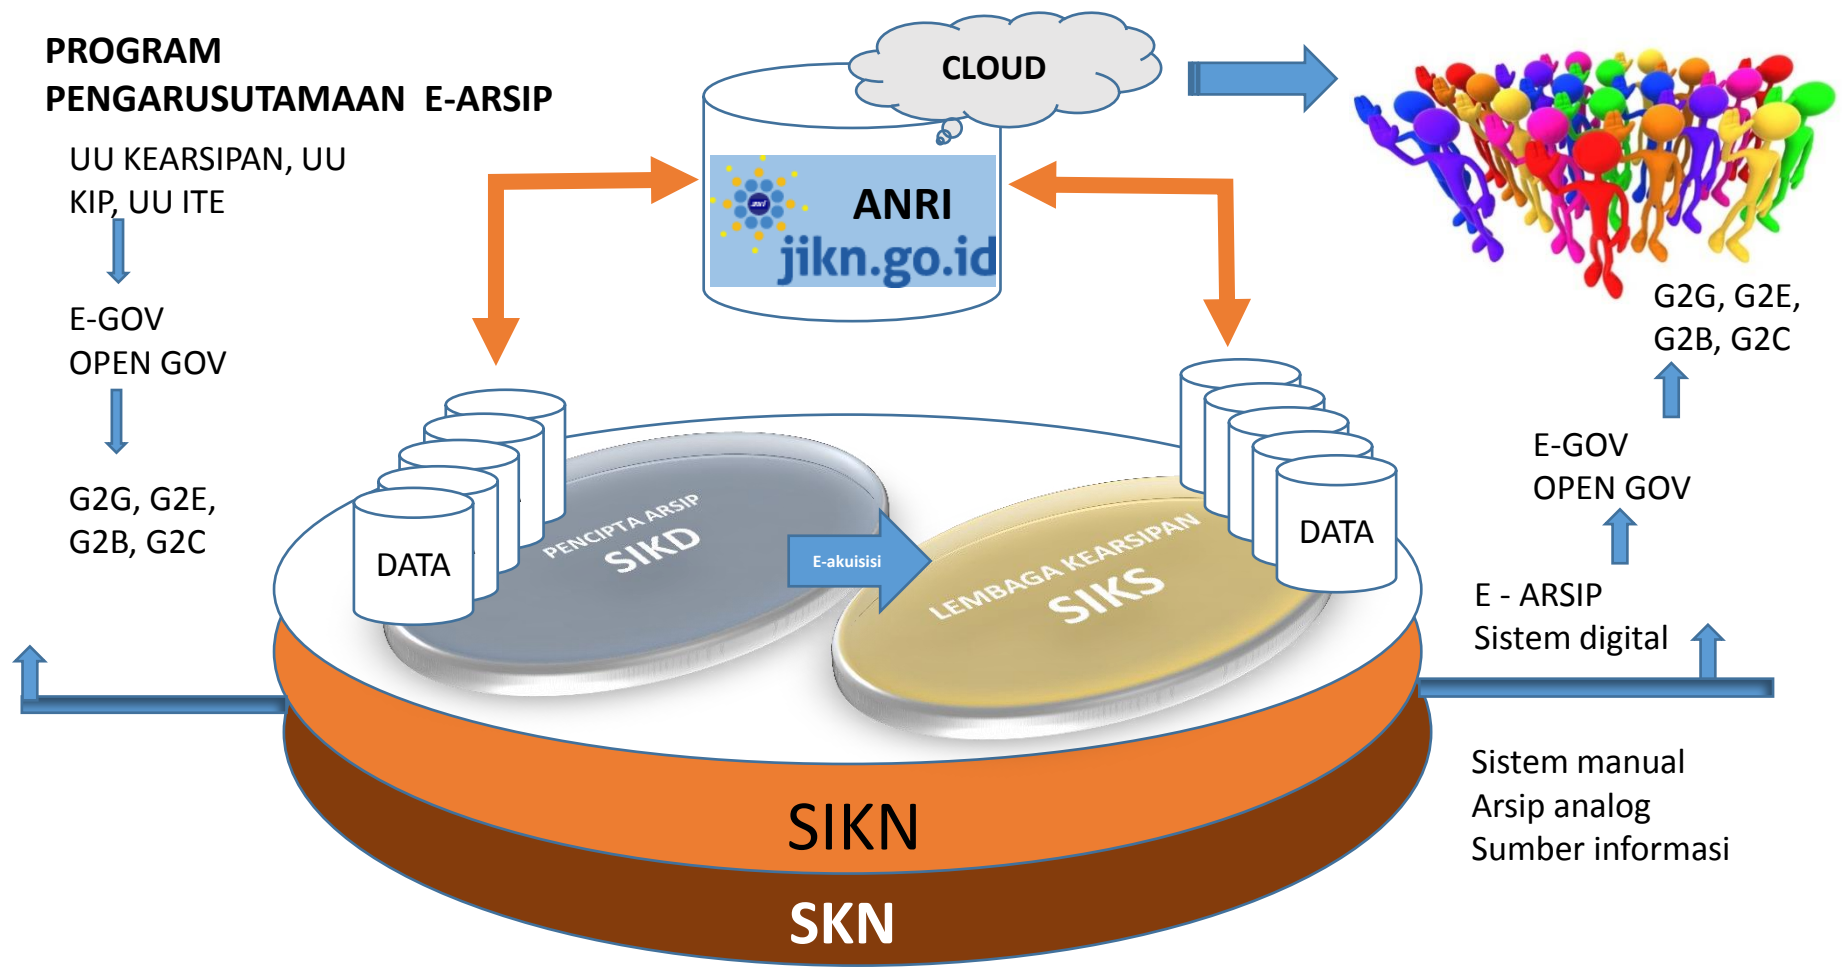 PROGRAM
PENGARUSUTAMAAN E-ARSIP
UU KEARSIPAN, UU
KIP, UU ITE
E-GOV
OPEN GOV
G2G, G2E,
G2B, G2C
CLOUD
anri
ANRI
jikn.go.id
DATA
PENCIPTA ARSIP
SIKD
E-akuisisi
LEMBAGA KEARSIPAN
SIKS
DATA
SIKN
SKN
G2G, G2E,
G2B, G2C
E-GOV
OPEN GOV
E - ARSIP
Sistem digital
Sistem manual
Arsip analog
Sumber informasi